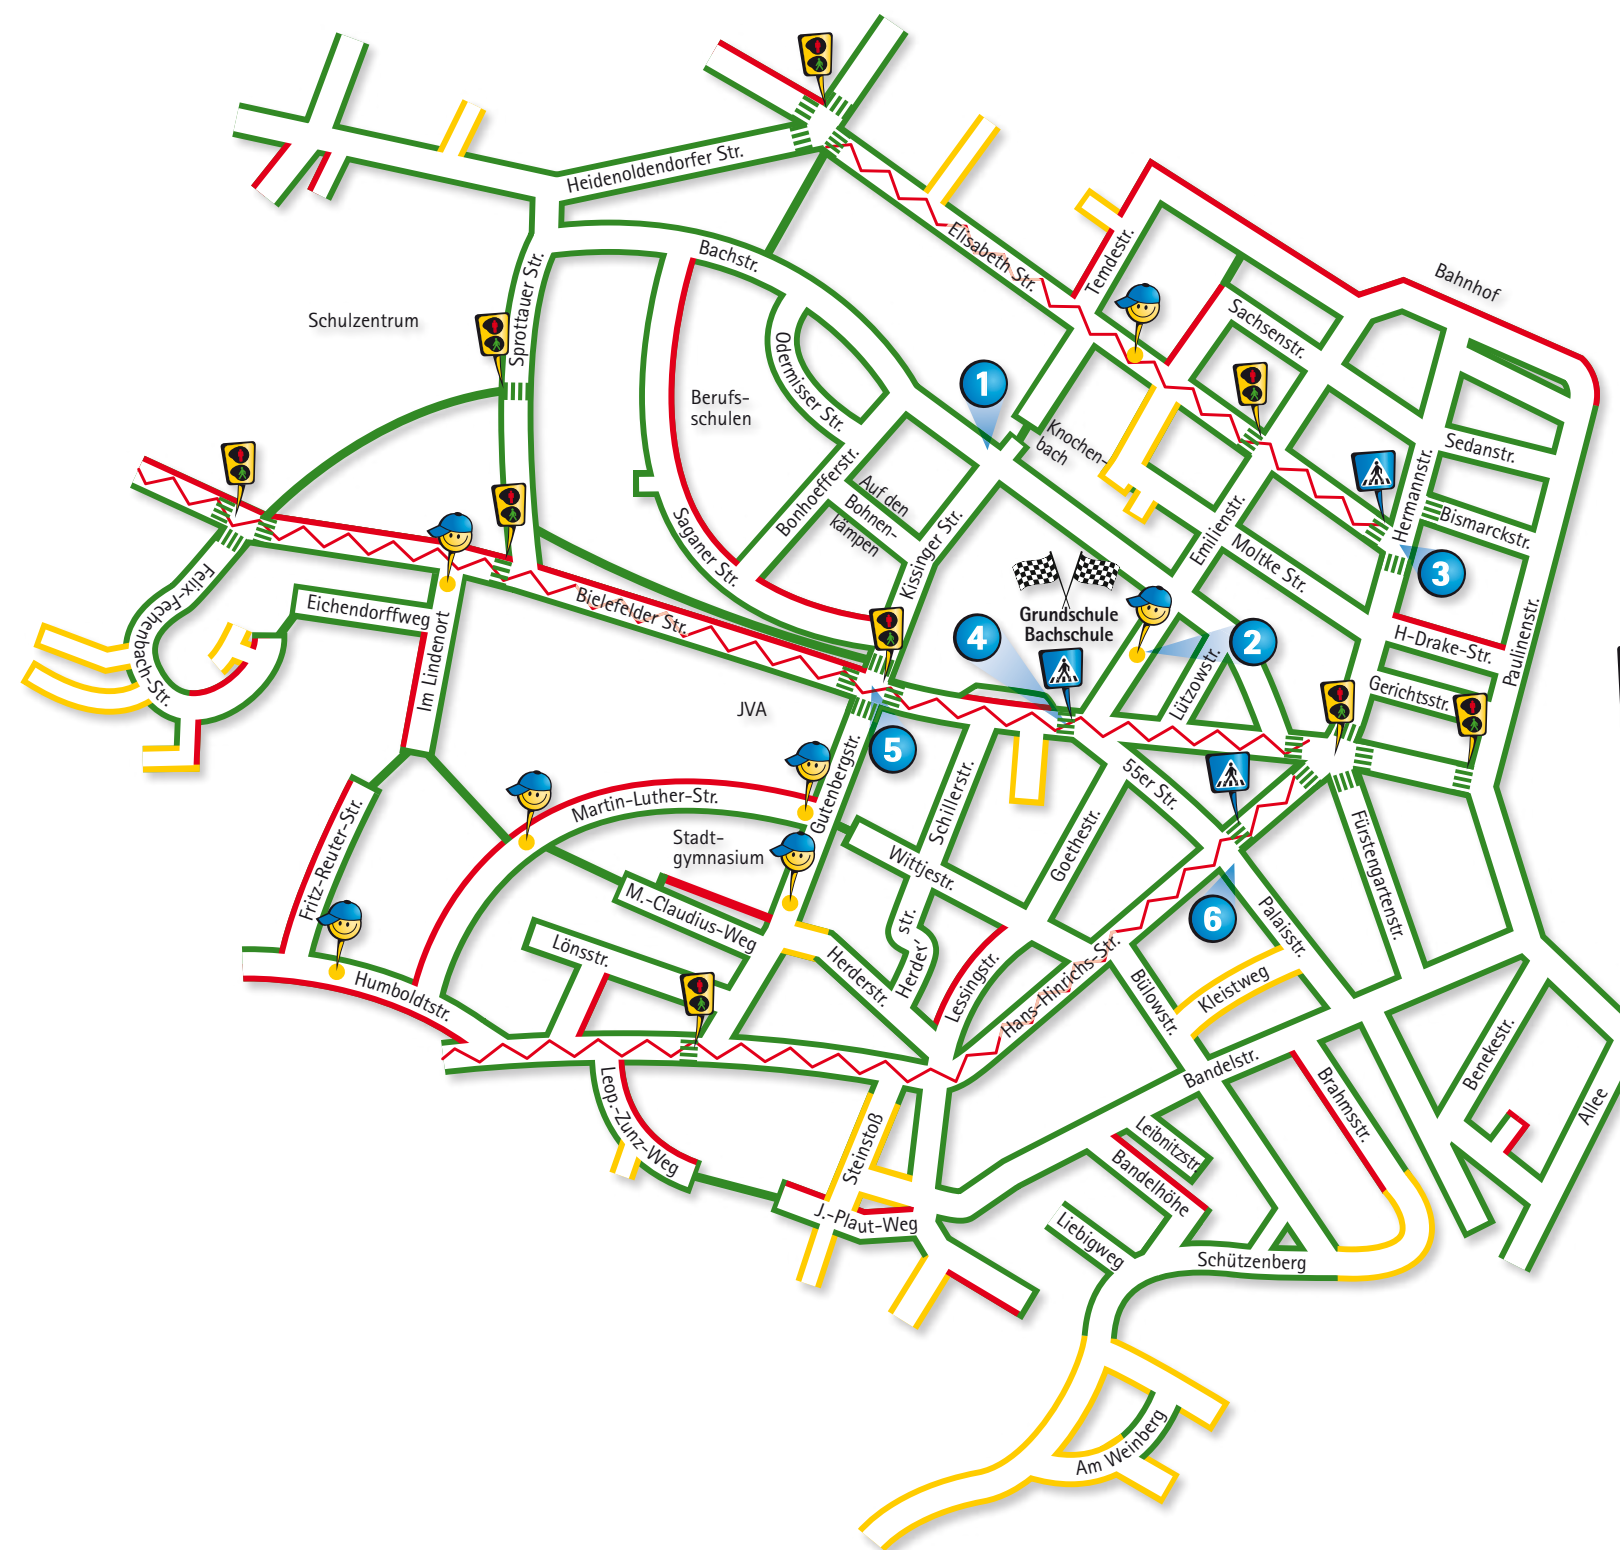 Heidenoldendorfer Str.
Bachstr.
Elisabeth Str.
Temdestr.
Bahnhof
Sachsenstr.
Schulzentrum
Sprottauer Str.
Odermisser Str.
Berufs-
schulen
1
Knochen-
bach
Sedanstr.
Hermannstr.
Bismarckstr.
Bonhoefferstr.
Auf den
Bohnen-
kämpen
Saganer Str.
Kissinger Str.
Emilienstr.
Moltke Str.
3
Felix-Fechenbach-Str.
Eichendorffweg
Im Lindenort
Bielefelder Str.
Grundschule
Bachschule
4
2
Lützowstr.
H-Drake-Str.
Paulinenstr.
Gerichtsstr.
JVA
5
Gutenbergstr.
Schillerstr.
55er Str.
Goethestr.
Fürstengartenstr.
Martin-Luther-Str.
Stadt-
gymnasium
Wittjestr.
Fritz-Reuter-Str.
M.-Claudius-Weg
6
Palaisstr.
Lönsstr.
Herder'
str.
Herderstr.
Lessingstr.
Hans-Hinrichs-Str.
Bülowstr.
Kleistweg
Humboldtstr.
Bandelstr.
Benekestr.
Allee
Brahmsstr.
Leop.-Zunz-Weg
Steinstoß
Leibnitzstr.
Bandelhöhe
J.-Plaut-Weg
Liebigweg
Schützenberg
Am Weinberg